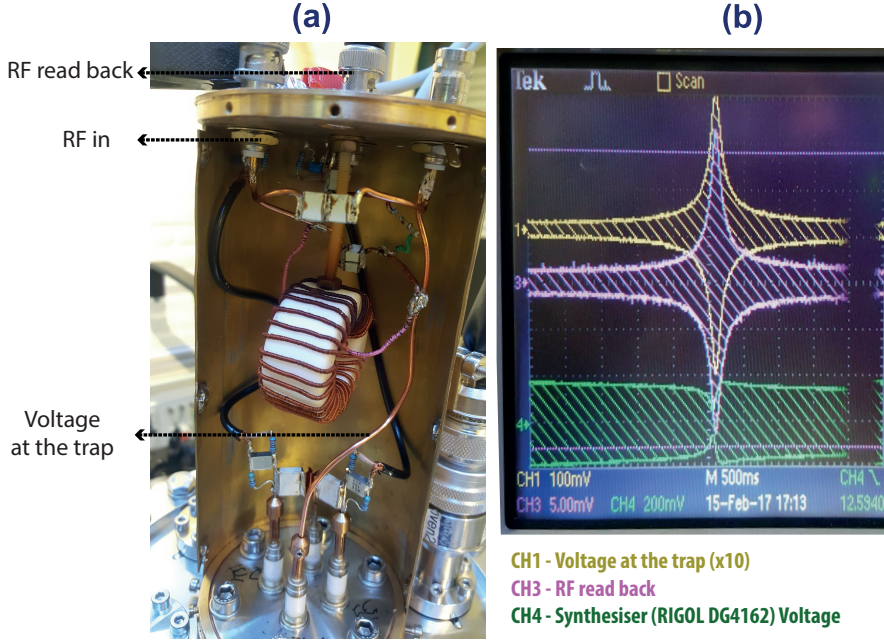 (a)
(b)
RF read back
RF in
Voltage
at the trap
Tek
Scan
1
3
4
CH1 100mV
M 500ms
CH4
CH3 5.00mV
CH4 200mV
15-Feb-17 17:13
12.5940
CH1 - Voltage at the trap (x10)
CH3 - RF read back
CH4 - Synthesiser (RIGOL DG4162) Voltage